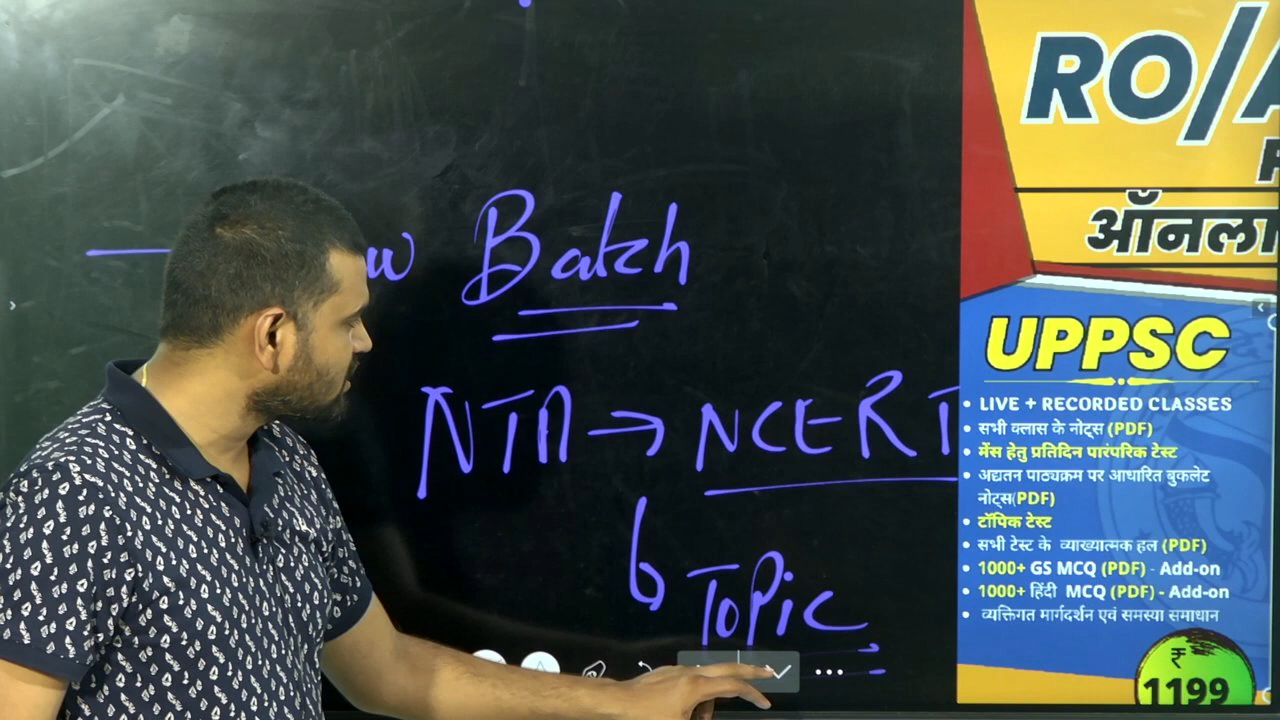 Batch
NTA → NCERT
Topic
RO/
ऑनला
UPPSC
LIVE + RECORDED CLASSES
सभी क्लास के नोट्स (PDF)
मेंस हेतु प्रतिदिन पारंपरिक टेस्ट
अद्यतन पाठ्यक्रम पर आधारित बुकलेट
नोट्स(PDF)
टॉपिक टेस्ट
सभी टेस्ट के व्याख्यात्मक हल (PDF)
1000+ GS MCQ (PDF) - Add-on
1000+ हिंदी MCQ (PDF) - Add-on
व्यक्तिगत मार्गदर्शन एवं समस्या समाधान
₹
1199